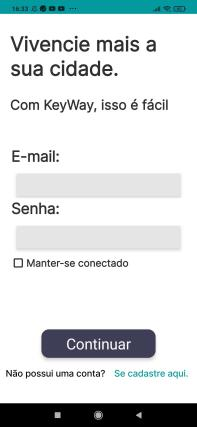 16:33
Vivencie mais a
sua cidade.
Com KeyWay, isso é fácil
E-mail:
Senha:
Manter-se conectado
Continuar
Não possui uma conta? Se cadastre aqui.